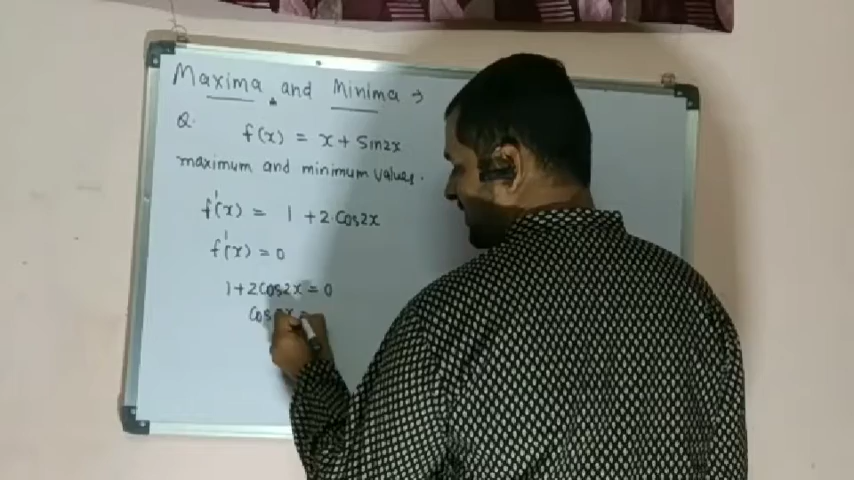 Maxima and Minima →
Q. f(x) = x + Sin2x
maximum and minimum values.
f'(x) = 1 + 2·Cos2x
f'(x) = 0
1 + 2Cos2x = 0
Cos2x =